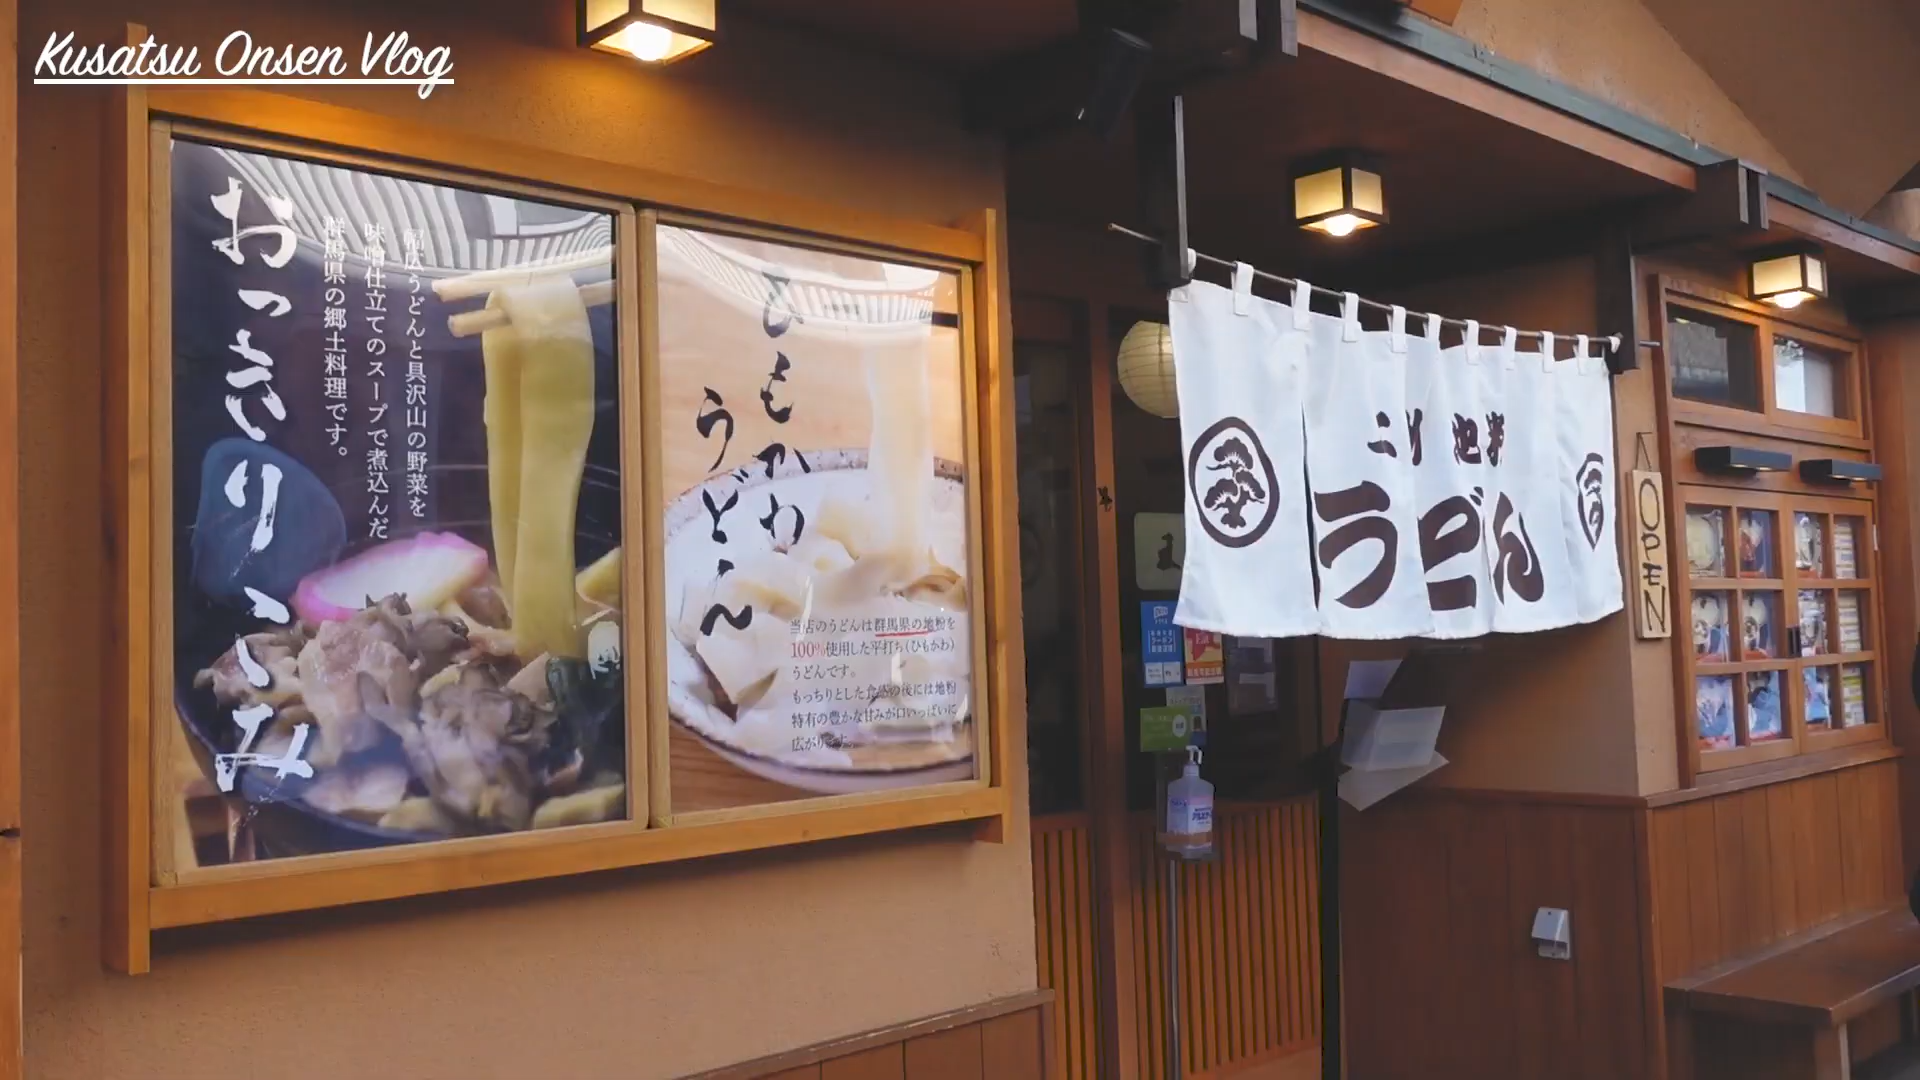 Kusatsu Onsen Vlog
おっきりこみ
幅広うどんと具沢山の野菜を
味噌仕立てのスープで煮込んだ
群馬県の郷土料理です。
ひもかわ
うどん
当店のうどんは群馬県の地粉を
100%使用した平打ち(ひもかわ)
うどんです。
もっちりとした食感の後には地粉
特有の豊かな甘みが口いっぱいに
広がります。
うどん
OPEN